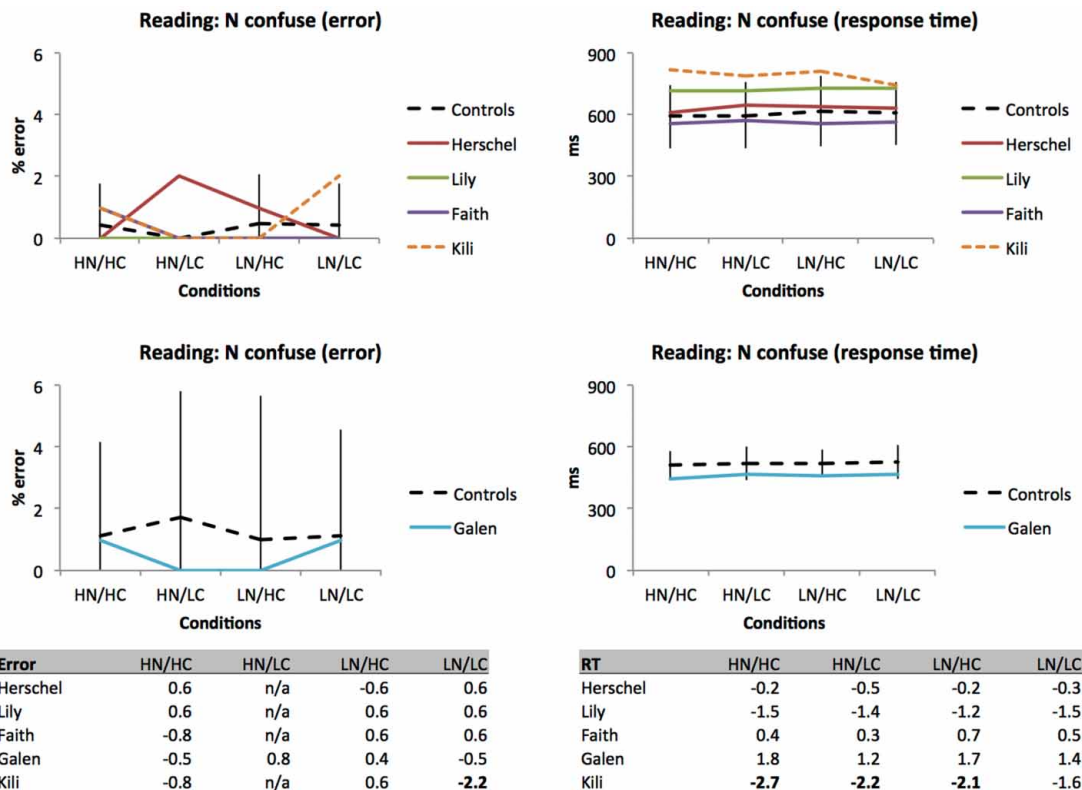 Reading: N confuse (error)
6
4
2
0
% error
HN/HC HN/LC LN/HC LN/LC
Conditions
Controls
Herschel
Lily
Faith
Kili
Reading: N confuse (response time)
900
600
300
0
ms
HN/HC HN/LC LN/HC LN/LC
Conditions
Controls
Herschel
Lily
Faith
Kili
Reading: N confuse (error)
6
4
2
0
% error
HN/HC HN/LC LN/HC LN/LC
Conditions
Controls
Galen
Reading: N confuse (response time)
900
600
300
0
ms
HN/HC HN/LC LN/HC LN/LC
Conditions
Controls
Galen
Error HN/HC HN/LC LN/HC LN/LC
Herschel 0.6 n/a -0.6 0.6
Lily 0.6 n/a 0.6 0.6
Faith -0.8 n/a 0.6 0.6
Galen -0.5 0.8 0.4 -0.5
Kili -0.8 n/a 0.6 -2.2
RT HN/HC HN/LC LN/HC LN/LC
Herschel -0.2 -0.5 -0.2 -0.3
Lily -1.5 -1.4 -1.2 -1.5
Faith 0.4 0.3 0.7 0.5
Galen 1.8 1.2 1.7 1.4
Kili -2.7 -2.2 -2.1 -1.6